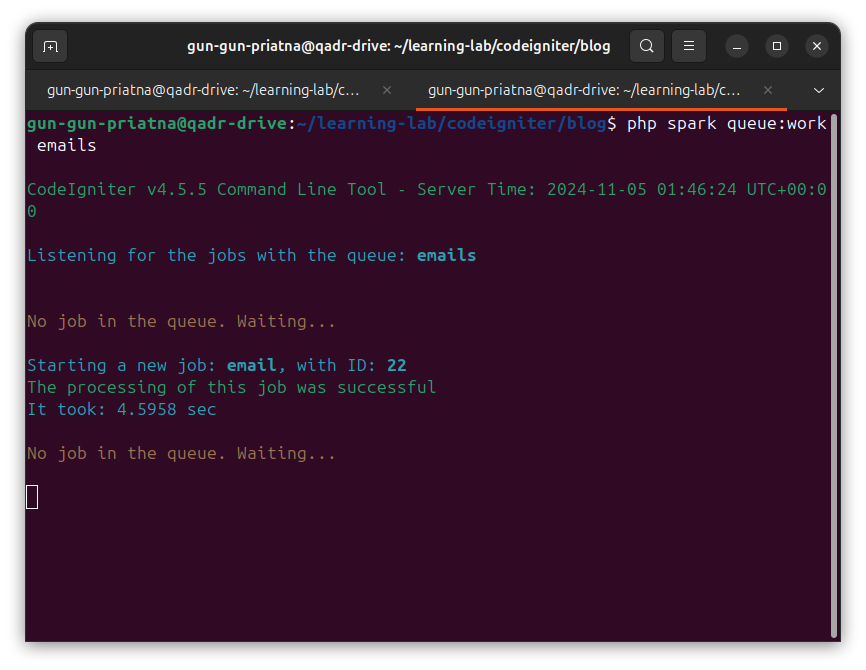 gun-gun-priatna@qadr-drive: ~/learning-lab/codeigniter/blog
gun-gun-priatna@qadr-drive: ~/learning-lab/c...
gun-gun-priatna@qadr-drive: ~/learning-lab/c...
gun-gun-priatna@qadr-drive:~/learning-lab/codeigniter/blog$ php spark queue:work
emails
CodeIgniter v4.5.5 Command Line Tool - Server Time: 2024-11-05 01:46:24 UTC+00:0
0
Listening for the jobs with the queue: emails
No job in the queue. Waiting...
Starting a new job: email, with ID: 22
The processing of this job was successful
It took: 4.5958 sec
No job in the queue. Waiting...